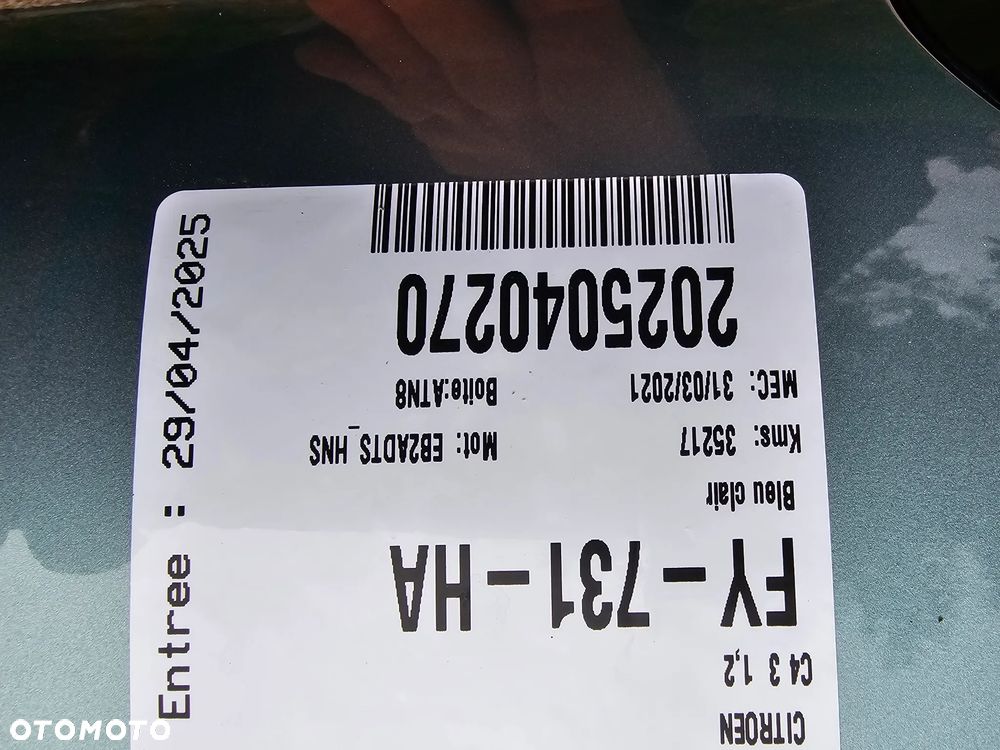 CITROEN
C4 3 1,2
FY-731-HA
Bleu clair
Kms: 35217 Mot: EB2ADTS_HNS
MEC: 31/03/2021 Boite:ATN8
2025040270
Entree : 29/04/2025
OTOMOTO